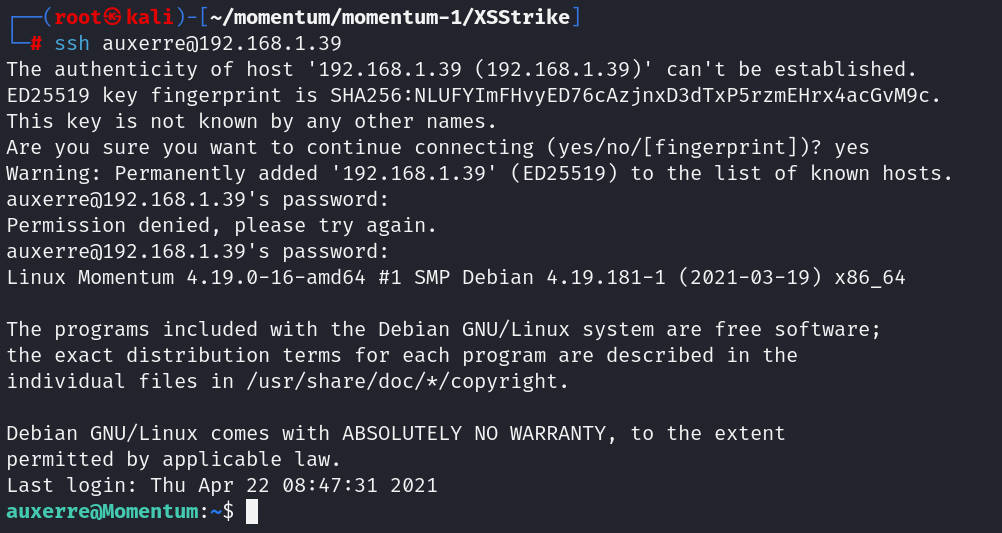 ┌──(root㉿kali)-[~/momentum/momentum-1/XSStrike]
└─# ssh auxerre@192.168.1.39
The authenticity of host '192.168.1.39 (192.168.1.39)' can't be established.
ED25519 key fingerprint is SHA256:NLUFYImFHvyED76cAzjnxD3dTxP5rzmEHrx4acGvM9c.
This key is not known by any other names.
Are you sure you want to continue connecting (yes/no/[fingerprint])? yes
Warning: Permanently added '192.168.1.39' (ED25519) to the list of known hosts.
auxerre@192.168.1.39's password:
Permission denied, please try again.
auxerre@192.168.1.39's password:
Linux Momentum 4.19.0-16-amd64 #1 SMP Debian 4.19.181-1 (2021-03-19) x86_64

The programs included with the Debian GNU/Linux system are free software;
the exact distribution terms for each program are described in the
individual files in /usr/share/doc/*/copyright.

Debian GNU/Linux comes with ABSOLUTELY NO WARRANTY, to the extent
permitted by applicable law.
Last login: Thu Apr 22 08:47:31 2021
auxerre@Momentum:~$